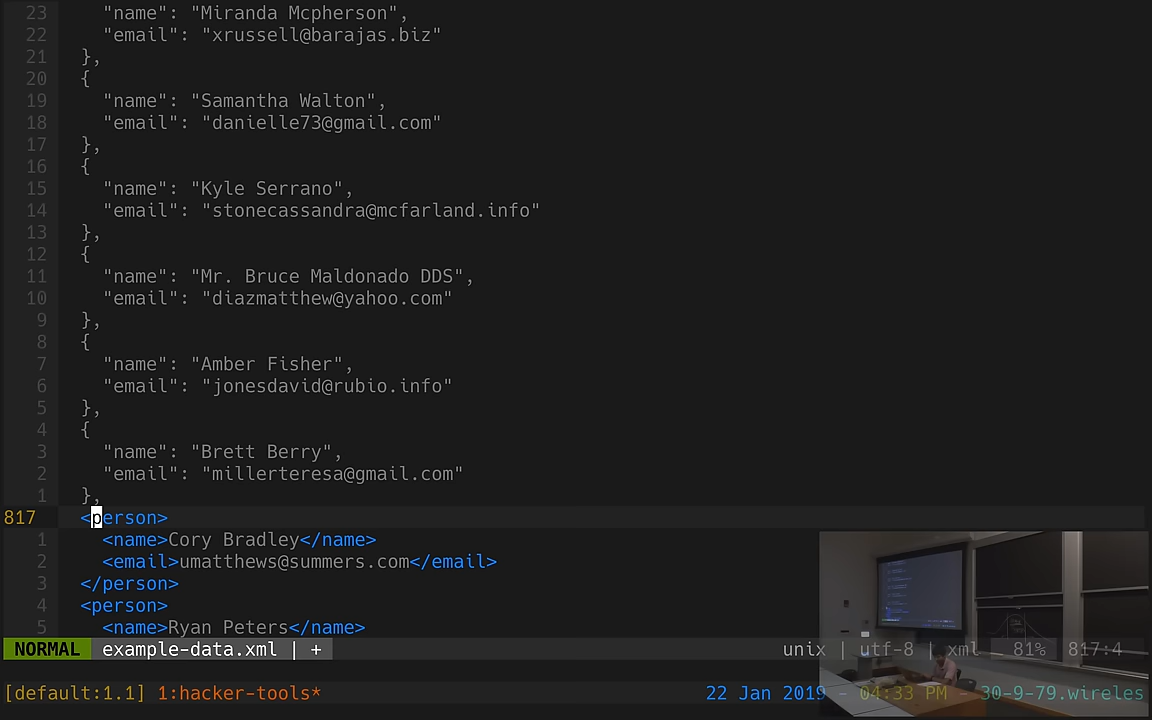 23 "name": "Miranda Mcpherson",
22 "email": "xrussell@barajas.biz"
21 },
20 {
19 "name": "Samantha Walton",
18 "email": "danielle73@gmail.com"
17 },
16 {
15 "name": "Kyle Serrano",
14 "email": "stonecassandra@mcfarland.info"
13 },
12 {
11 "name": "Mr. Bruce Maldonado DDS",
10 "email": "diazmatthew@yahoo.com"
9 },
8 {
7 "name": "Amber Fisher",
6 "email": "jonesdavid@rubio.info"
5 },
4 {
3 "name": "Brett Berry",
2 "email": "millerteresa@gmail.com"
1 },
817 <person>
1 <name>Cory Bradley</name>
2 <email>umatthews@summers.com</email>
3 </person>
4 <person>
5 <name>Ryan Peters</name>
NORMAL example-data.xml | + unix | utf-8 | xml 81% 817:4
[default:1.1] 1:hacker-tools* 22 Jan 2019 - 04:33 PM - 30-9-79.wireles